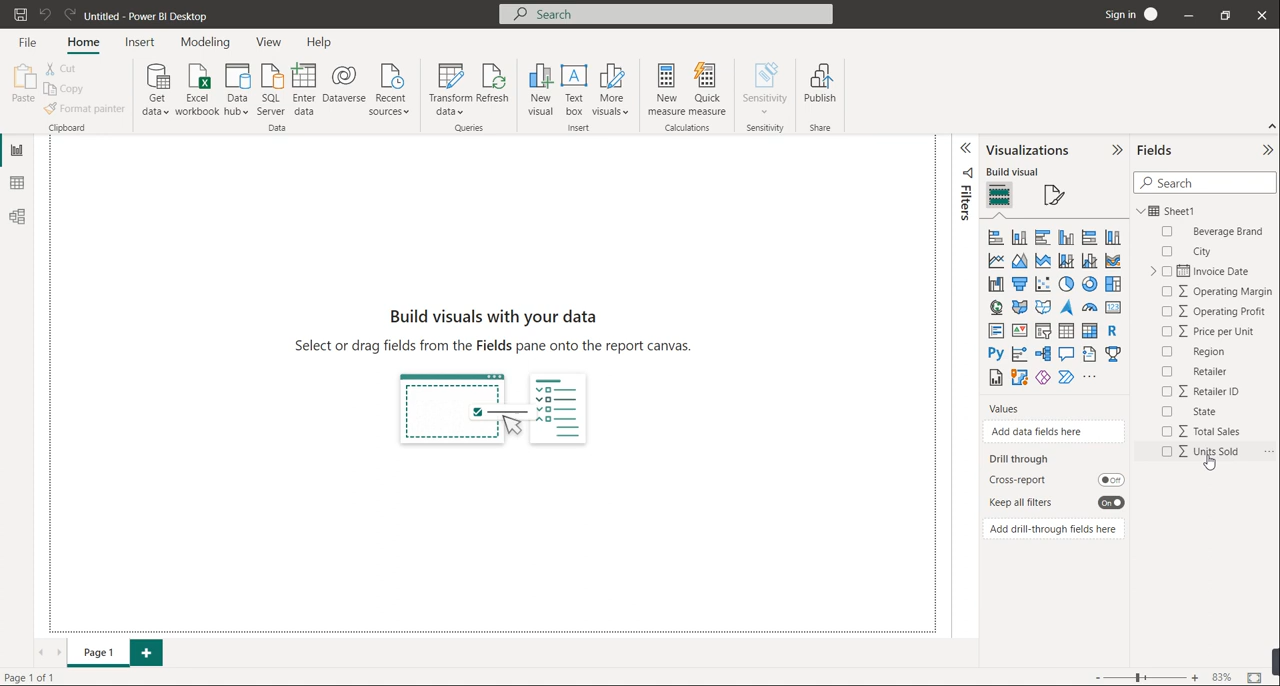 Untitled - Power BI Desktop
Search
Sign in
File Home Insert Modeling View Help
Paste
Cut
Copy
Format painter
Clipboard
Get data
Excel workbook
Data hub
SQL Server
Enter data
Dataverse
Recent sources
Data
Transform data
Refresh
Queries
New visual
Text box
More visuals
Insert
New measure
Quick measure
Calculations
Sensitivity
Sensitivity
Publish
Share
Build visuals with your data
Select or drag fields from the Fields pane onto the report canvas.
Filters
Visualizations
Build visual
123
R
Py
Values
Add data fields here
Drill through
Cross-report
Off
Keep all filters
On
Add drill-through fields here
Fields
Search
Sheet1
Beverage Brand
City
Invoice Date
Operating Margin
Operating Profit
Price per Unit
Region
Retailer
Retailer ID
State
Total Sales
Units Sold
Page 1
Page 1 of 1
83%